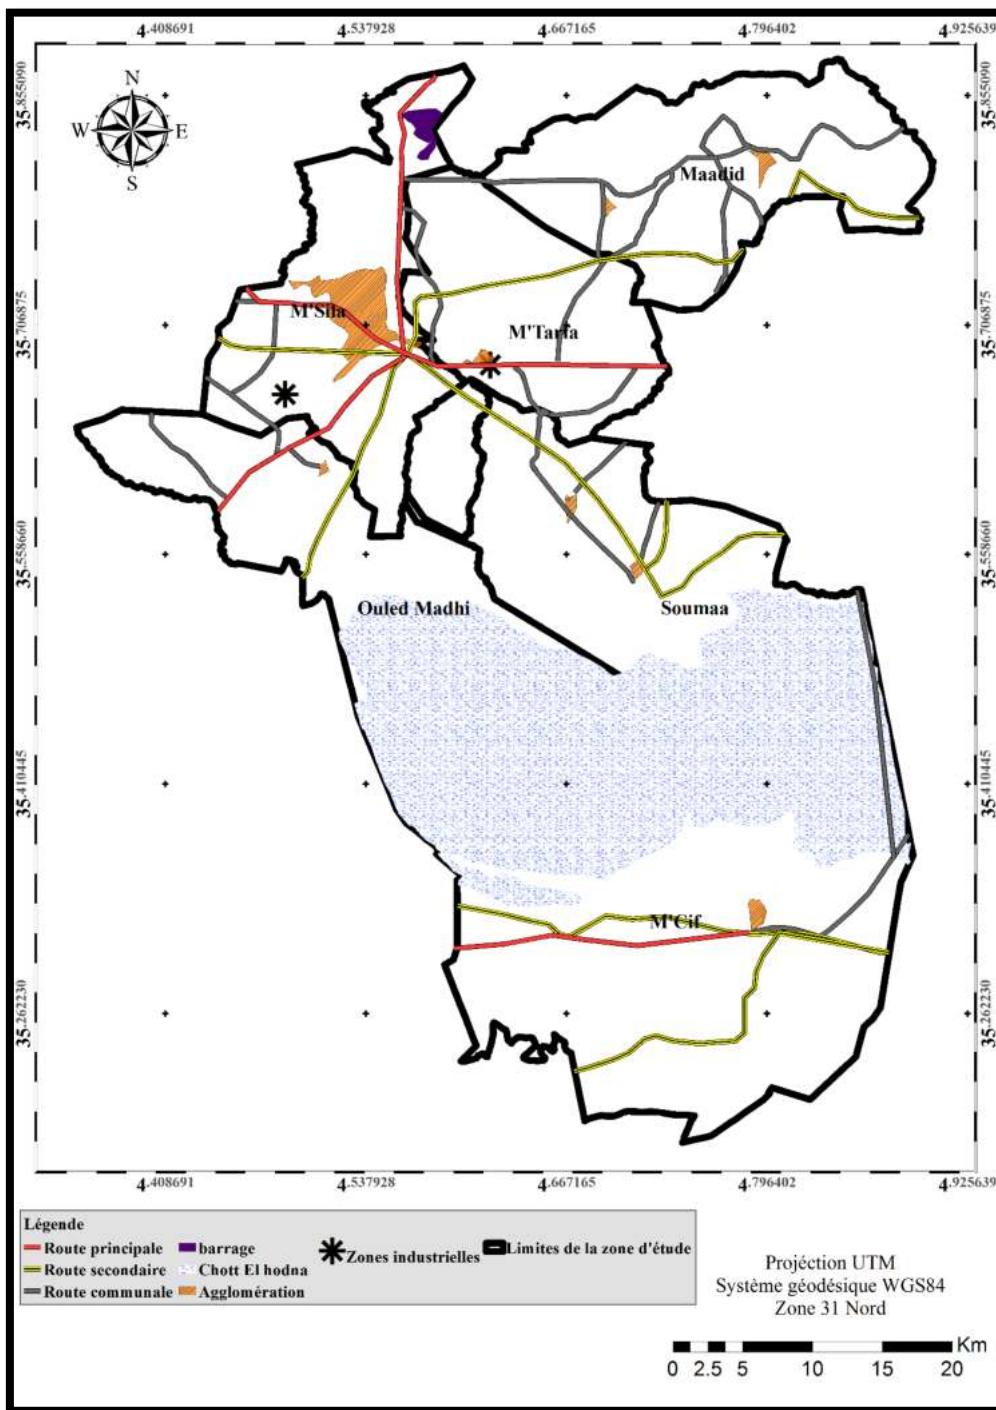 4.408691 4.537928 4.667165 4.796402 4.925639
35.855090 35.855090
N
W E
S
Maadid
35.706875 35.706875
M'Sila
M'Tarfa
35.558660 35.558660
Ouled Madhi Soumaa
35.410445 35.410445
M'Cif
35.262230 35.262230
4.408691 4.537928 4.667165 4.796402 4.925639
Légende
Route principale barrage Zones industrielles Limites de la zone d'étude
Route secondaire Chott El hodna
Route communale Agglomération
Projéction UTM
Système géodésique WGS84
Zone 31 Nord
Km
0 2.5 5 10 15 20